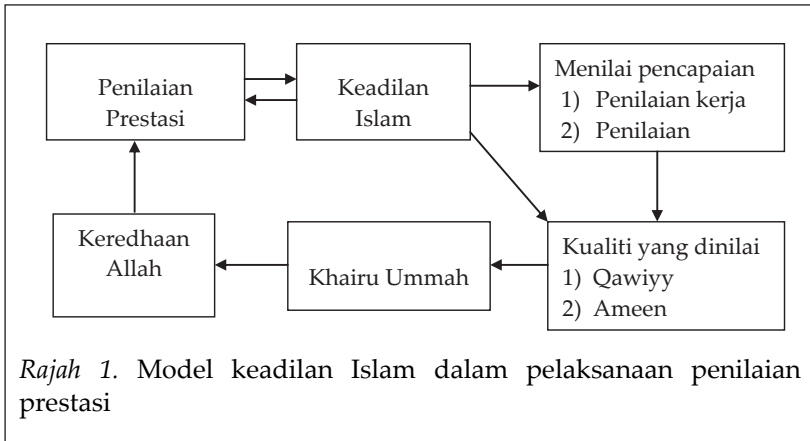 Penilaian
Prestasi
Keadilan
Islam
Menilai pencapaian
1) Penilaian kerja
2) Penilaian
Keredhaan
Allah
Khairu Ummah
Kualiti yang dinilai
1) Qawiyy
2) Ameen
Rajah 1. Model keadilan Islam dalam pelaksanaan penilaian
prestasi